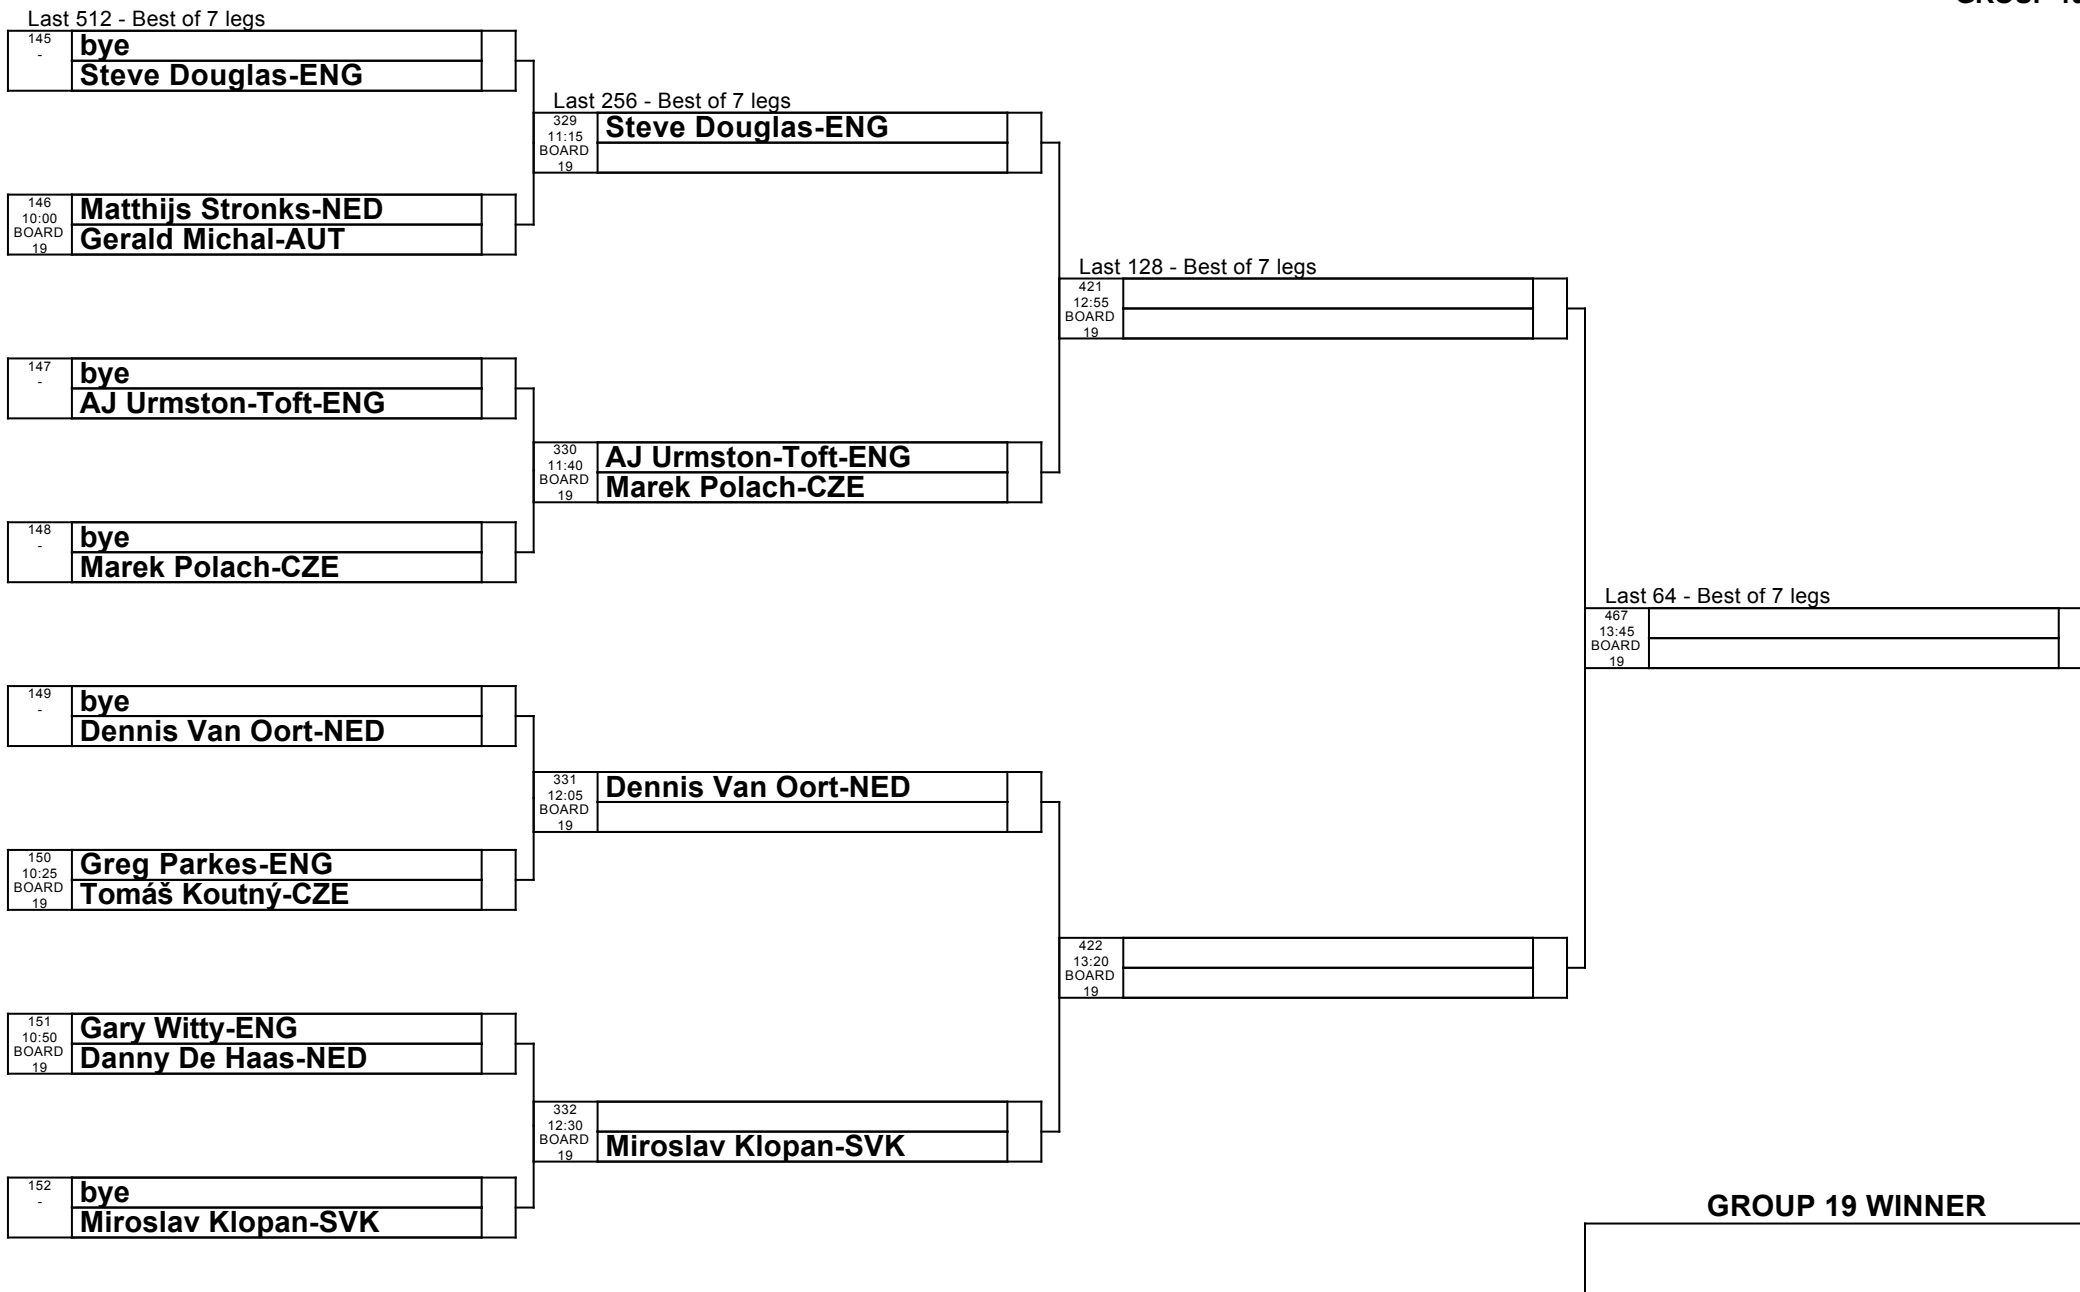 GROUP 19
Last 512 - Best of 7 legs
145
-
bye
Steve Douglas-ENG
Last 256 - Best of 7 legs
329
11:15
BOARD
19
Steve Douglas-ENG
146
10:00
BOARD
19
Matthijs Stronks-NED
Gerald Michal-AUT
Last 128 - Best of 7 legs
421
12:55
BOARD
19
147
-
bye
AJ Urmston-Toft-ENG
330
11:40
BOARD
19
AJ Urmston-Toft-ENG
Marek Polach-CZE
148
-
bye
Marek Polach-CZE
Last 64 - Best of 7 legs
467
13:45
BOARD
19
149
-
bye
Dennis Van Oort-NED
331
12:05
BOARD
19
Dennis Van Oort-NED
150
10:25
BOARD
19
Greg Parkes-ENG
Tomáš Koutný-CZE
422
13:20
BOARD
19
151
10:50
BOARD
19
Gary Witty-ENG
Danny De Haas-NED
332
12:30
BOARD
19
Miroslav Klopan-SVK
152
-
bye
Miroslav Klopan-SVK
GROUP 19 WINNER